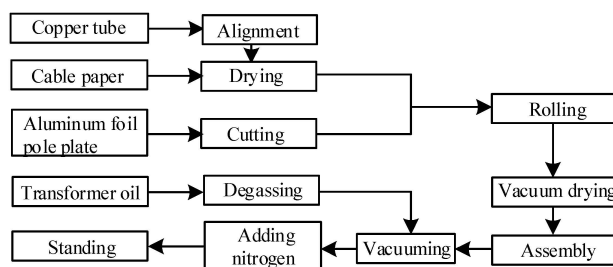 Copper tube
Alignment
Cable paper
Drying
Rolling
Aluminum foil
pole plate
Cutting
Transformer oil
Degassing
Vacuum drying
Standing
Adding
nitrogen
Vacuuming
Assembly